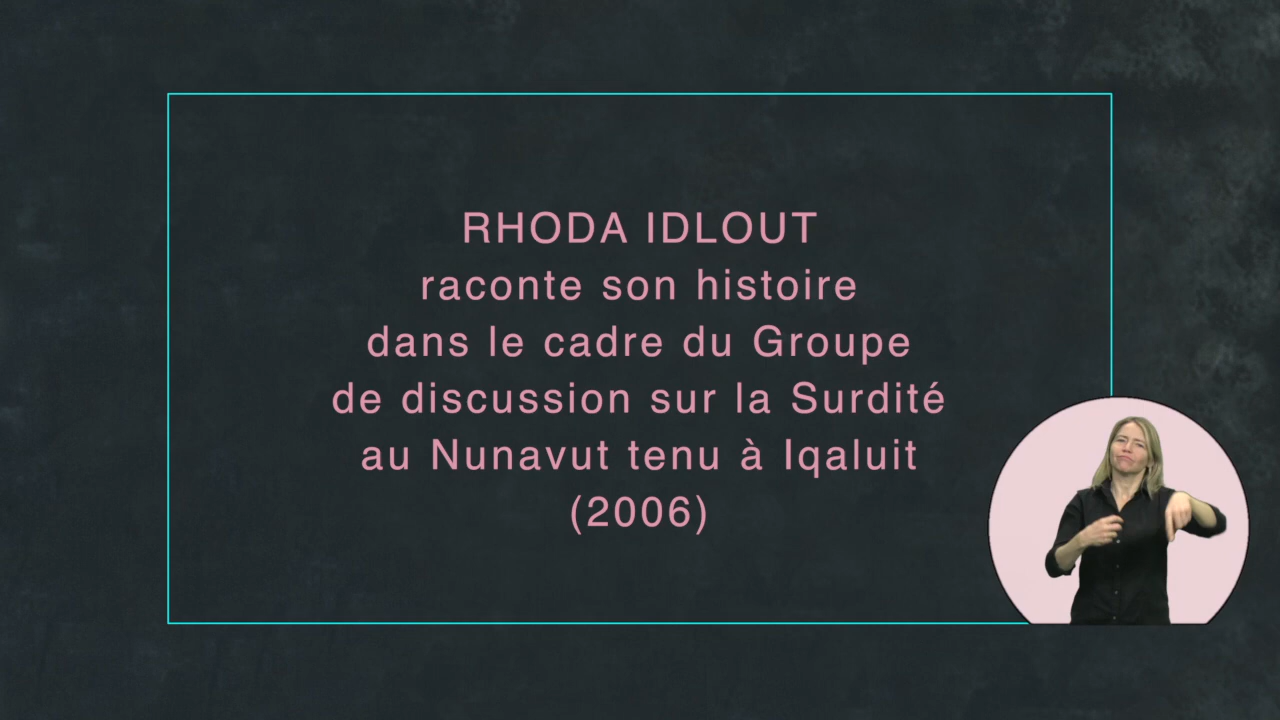 RHODA IDLOUT
raconte son histoire
dans le cadre du Groupe
de discussion sur la Surdité
au Nunavut tenu à Iqaluit
(2006)